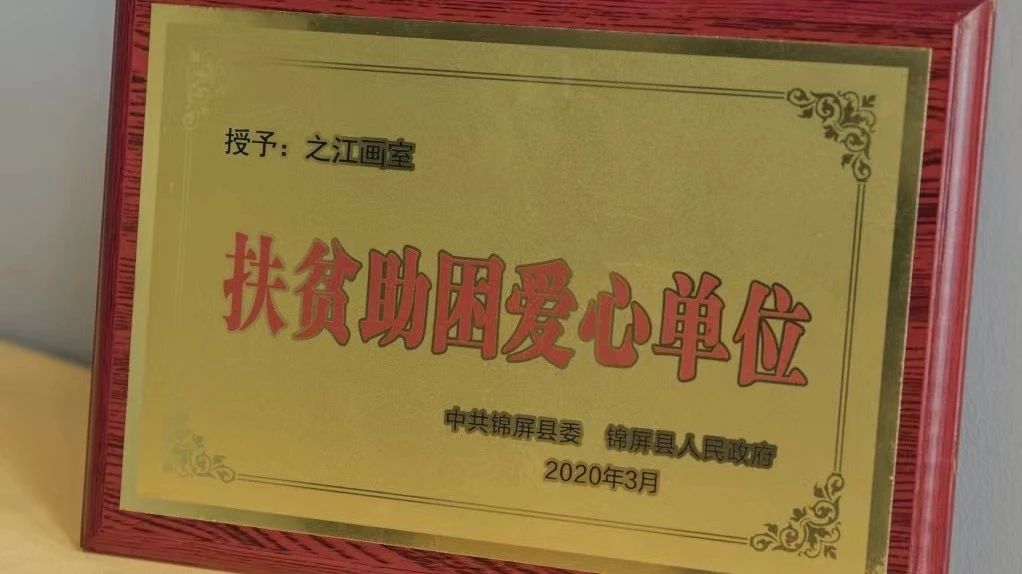 授予：之江画室
扶贫助困爱心单位
中共锦屏县委 锦屏县人民政府
2020年3月